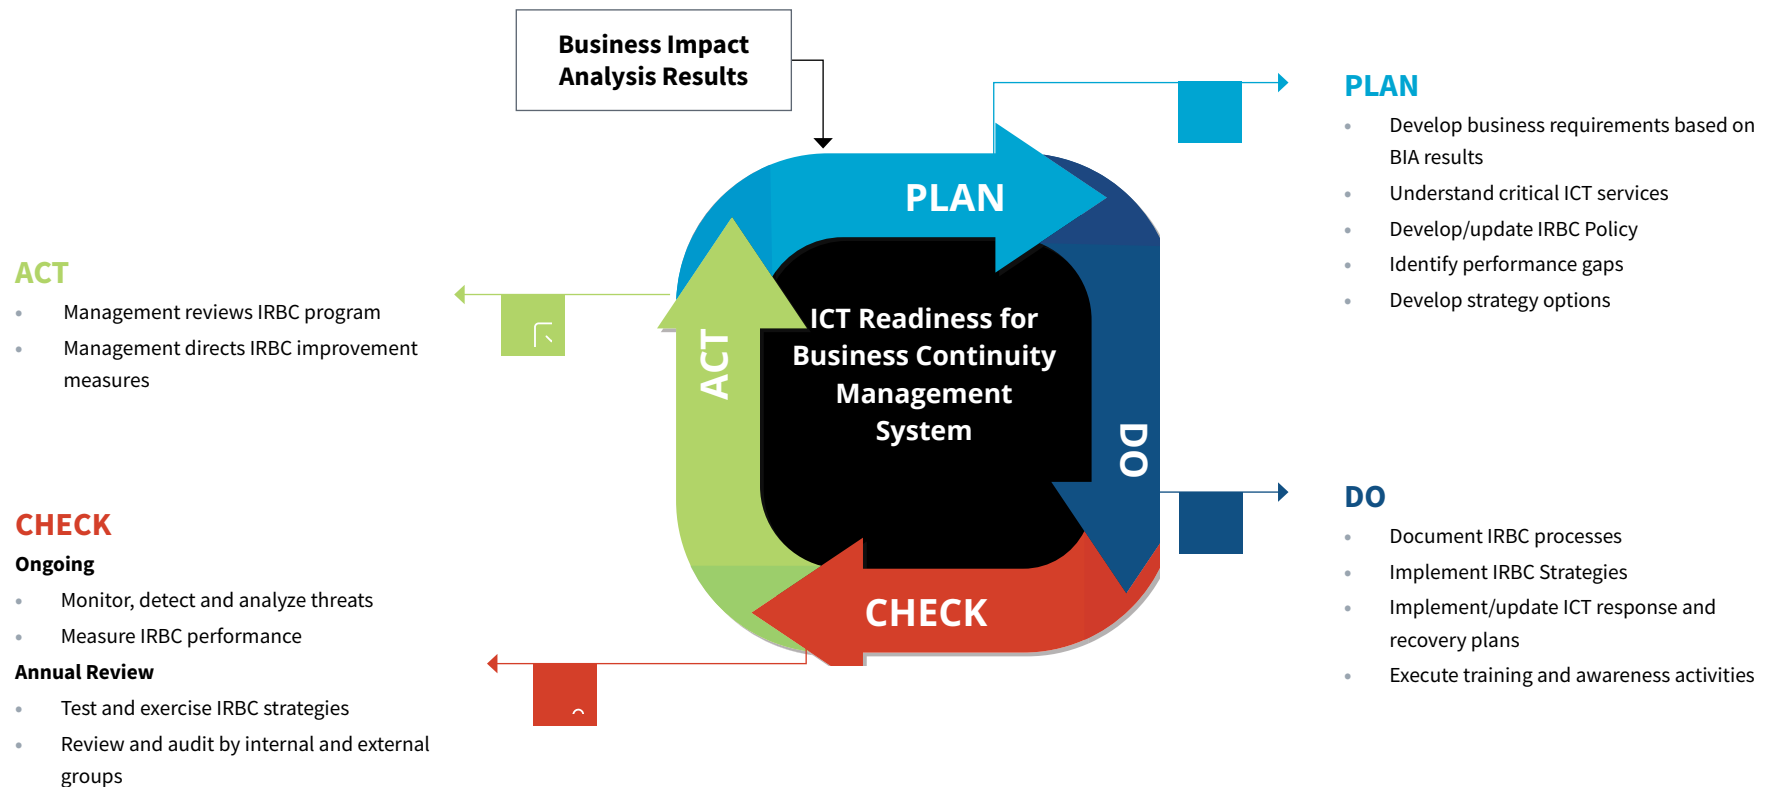 Business Impact
Analysis Results
PLAN
• Develop business requirements based on
BIA results
• Understand critical ICT services
• Develop/update IRBC Policy
• Identify performance gaps
• Develop strategy options
PLAN
ACT
• Management reviews IRBC program
• Management directs IRBC improvement
measures
ACT
ICT Readiness for
Business Continuity
Management
System
DO
DO
• Document IRBC processes
• Implement IRBC Strategies
• Implement/update ICT response and
recovery plans
• Execute training and awareness activities
CHECK
Ongoing
• Monitor, detect and analyze threats
• Measure IRBC performance
Annual Review
• Test and exercise IRBC strategies
• Review and audit by internal and external
groups
CHECK